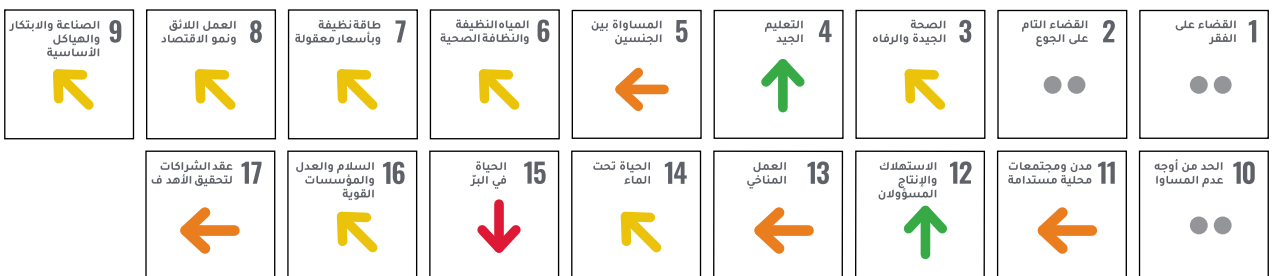 1 القضاء على
الفقر
2 القضاء التام
على الجوع
3 الصحة
الجيدة والرفاه
4 التعليم
الجيد
5 المساواة بين
الجنسين
6 المياه النظيفة
والنظافة الصحية
7 طاقة نظيفة
وبأسعار معقولة
8 العمل اللائق
ونمو الاقتصاد
9 الصناعة والابتكار
والهياكل
الأساسية
10 الحد من أوجه
عدم المساوا
11 مدن ومجتمعات
محلية مستدامة
12 الاستهلاك
والإنتاج
المسؤولان
13 العمل
المناخي
14 الحياة تحت
الماء
15 الحياة
في البرّ
16 السلام والعدل
والمؤسسات
القوية
17 عقد الشراكات
لتحقيق الأهد ف